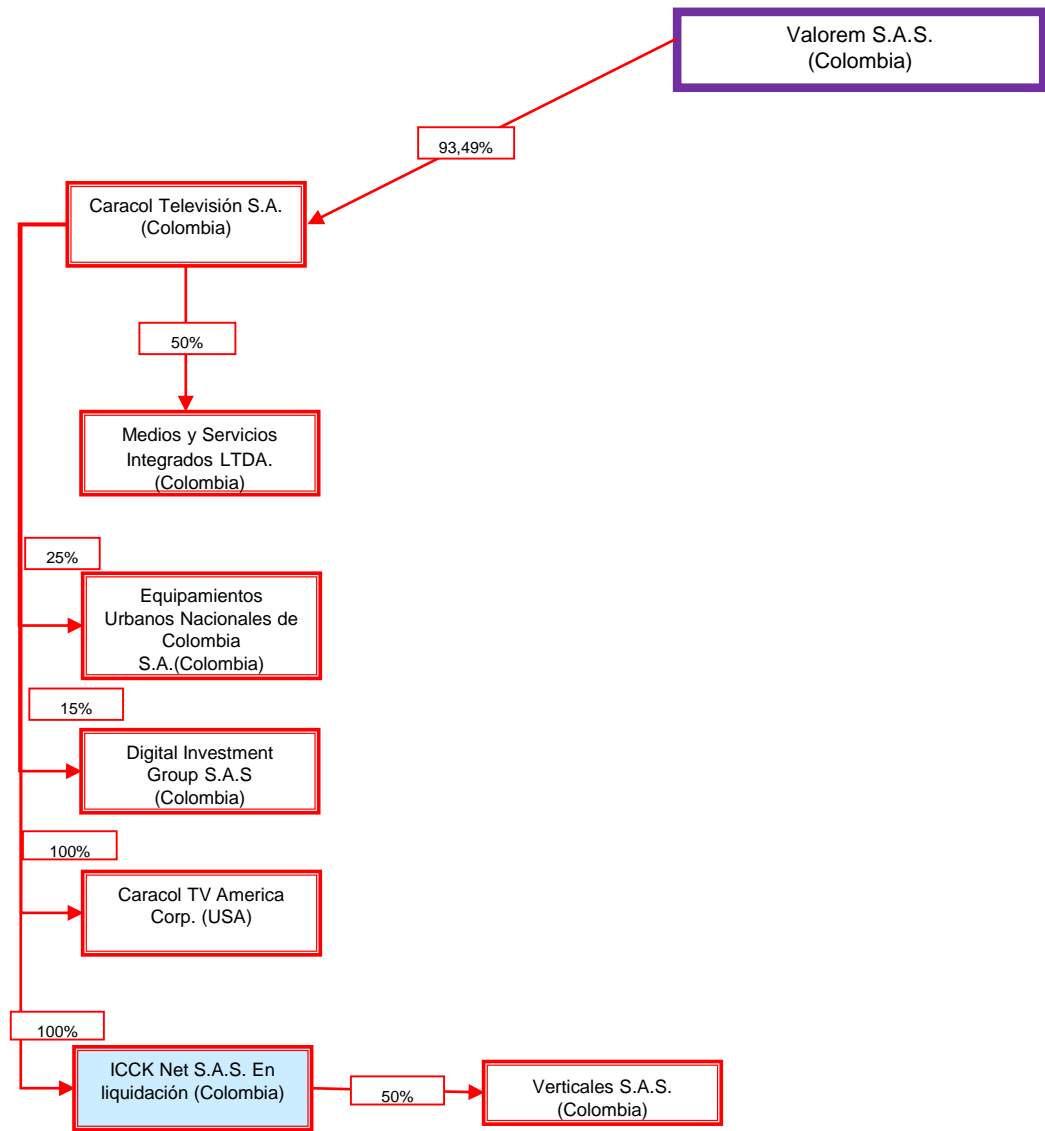 Valorem S.A.S.
(Colombia)
93,49%
Caracol Televisión S.A.
(Colombia)
50%
Medios y Servicios
Integrados LTDA.
(Colombia)
25%
Equipamientos
Urbanos Nacionales de
Colombia
S.A.(Colombia)
15%
Digital Investment
Group S.A.S
(Colombia)
100%
Caracol TV America
Corp. (USA)
100%
ICCK Net S.A.S. En
liquidación (Colombia)
50%
Verticales S.A.S.
(Colombia)